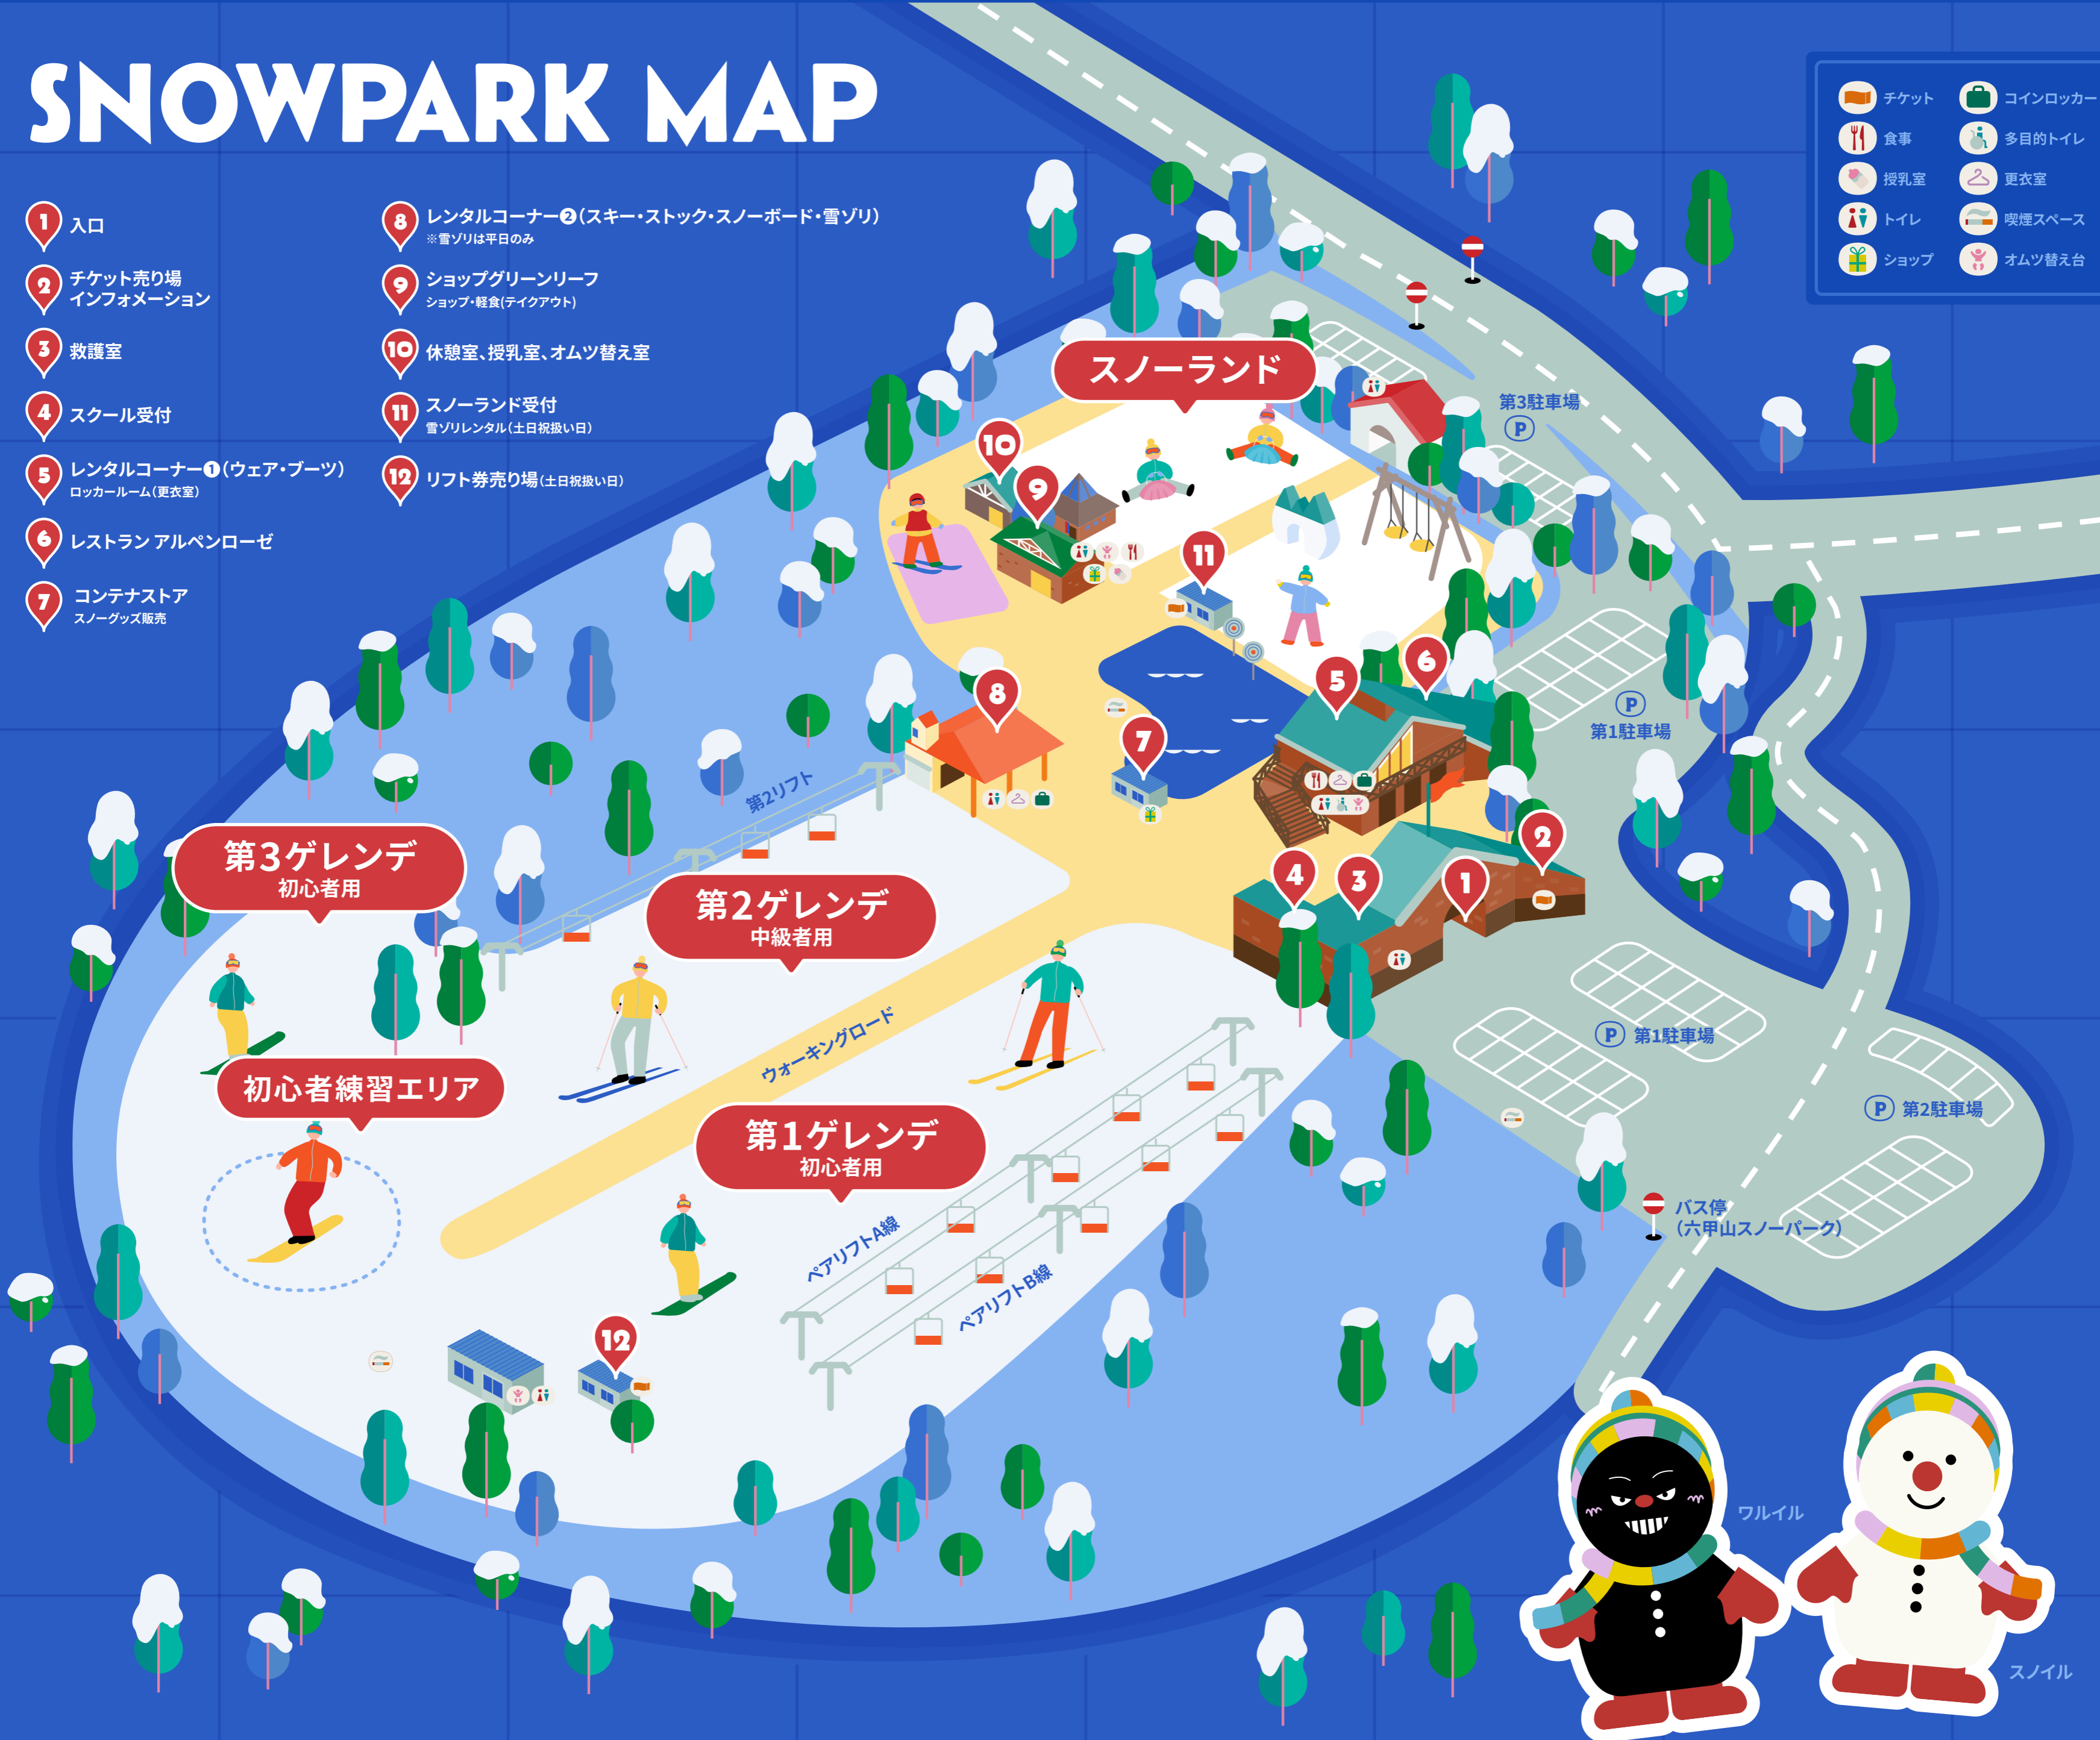 SNOWPARK MAP
1 入口
2 チケット売り場
インフォメーション
3 救護室
4 スクール受付
5 レンタルコーナー❶(ウェア・ブーツ)
ロッカールーム(更衣室)
6 レストラン アルペンローゼ
7 コンテナストア
スノーグッズ販売
8 レンタルコーナー❷(スキー・ストック・スノーボード・雪ゾリ)
※雪ゾリは平日のみ
9 ショップグリーンリーフ
ショップ・軽食(テイクアウト)
10 休憩室、授乳室、オムツ替え室
11 スノーランド受付
雪ゾリレンタル(土日祝扱い日)
12 リフト券売り場(土日祝扱い日)
チケット
コインロッカー
食事
多目的トイレ
授乳室
更衣室
トイレ
喫煙スペース
ショップ
オムツ替え台
スノーランド
第3駐車場
P
10
9
11
6
5
8
7
P
第1駐車場
第2リフト
第3ゲレンデ
初心者用
第2ゲレンデ
中級者用
2
4
3
1
ウォーキングロード
P 第1駐車場
初心者練習エリア
P 第2駐車場
第1ゲレンデ
初心者用
ペアリフトA線
ペアリフトB線
バス停
(六甲山スノーパーク)
12
ワルイル
スノイル